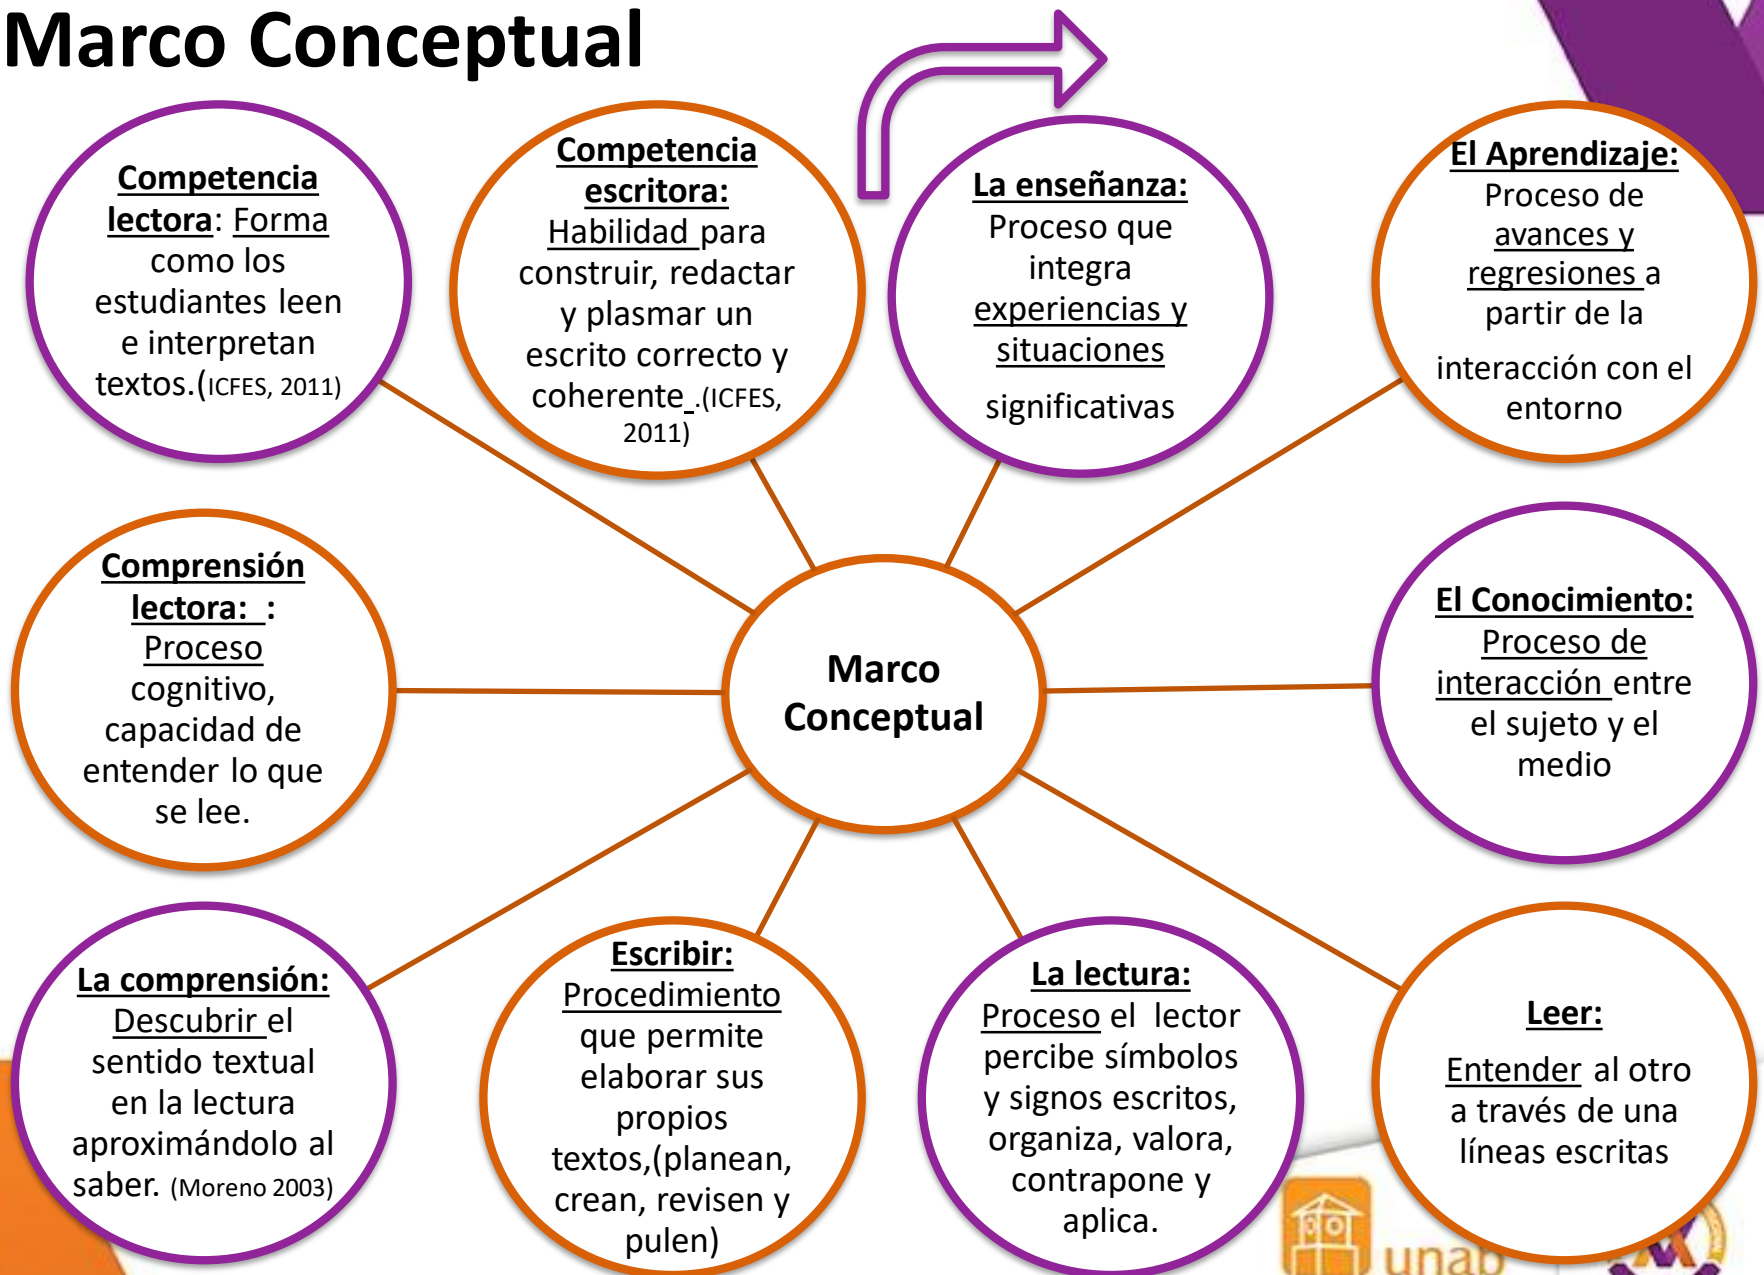 Marco Conceptual
Competencia
lectora: Forma
como los
estudiantes leen
e interpretan
textos.(ICFES, 2011)
Competencia
escritora:
Habilidad para
construir, redactar
y plasmar un
escrito correcto y
coherente .(ICFES,
2011)
La enseñanza:
Proceso que
integra
experiencias y
situaciones
significativas
El Aprendizaje:
Proceso de
avances y
regresiones a
partir de la
interacción con el
entorno
Comprensión
lectora: :
Proceso
cognitivo,
capacidad de
entender lo que
se lee.
Marco
Conceptual
El Conocimiento:
Proceso de
interacción entre
el sujeto y el
medio
La comprensión:
Descubrir el
sentido textual
en la lectura
aproximándolo al
saber. (Moreno 2003)
Escribir:
Procedimiento
que permite
elaborar sus
propios
textos,(planean,
crean, revisen y
pulen)
La lectura:
Proceso el lector
percibe símbolos
y signos escritos,
organiza, valora,
contrapone y
aplica.
Leer:
Entender al otro
a través de una
líneas escritas
unab